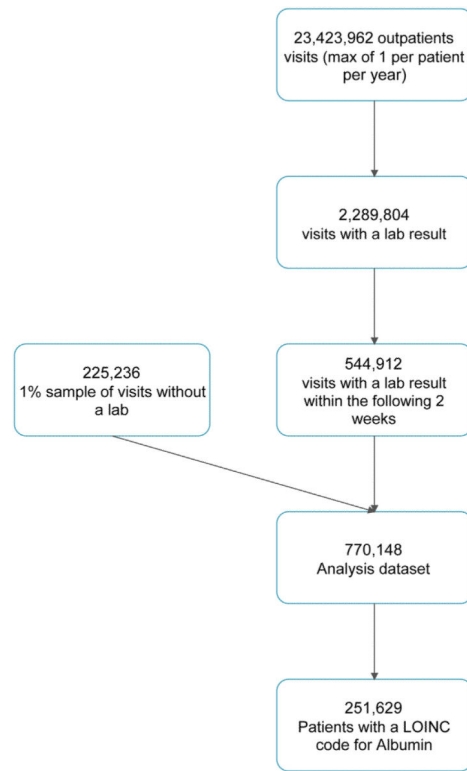 23,423,962 outpatients
visits (max of 1 per patient
per year)
2,289,804
visits with a lab result
225,236
1% sample of visits without
a lab
544,912
visits with a lab result
within the following 2
weeks
770,148
Analysis dataset
251,629
Patients with a LOINC
code for Albumin